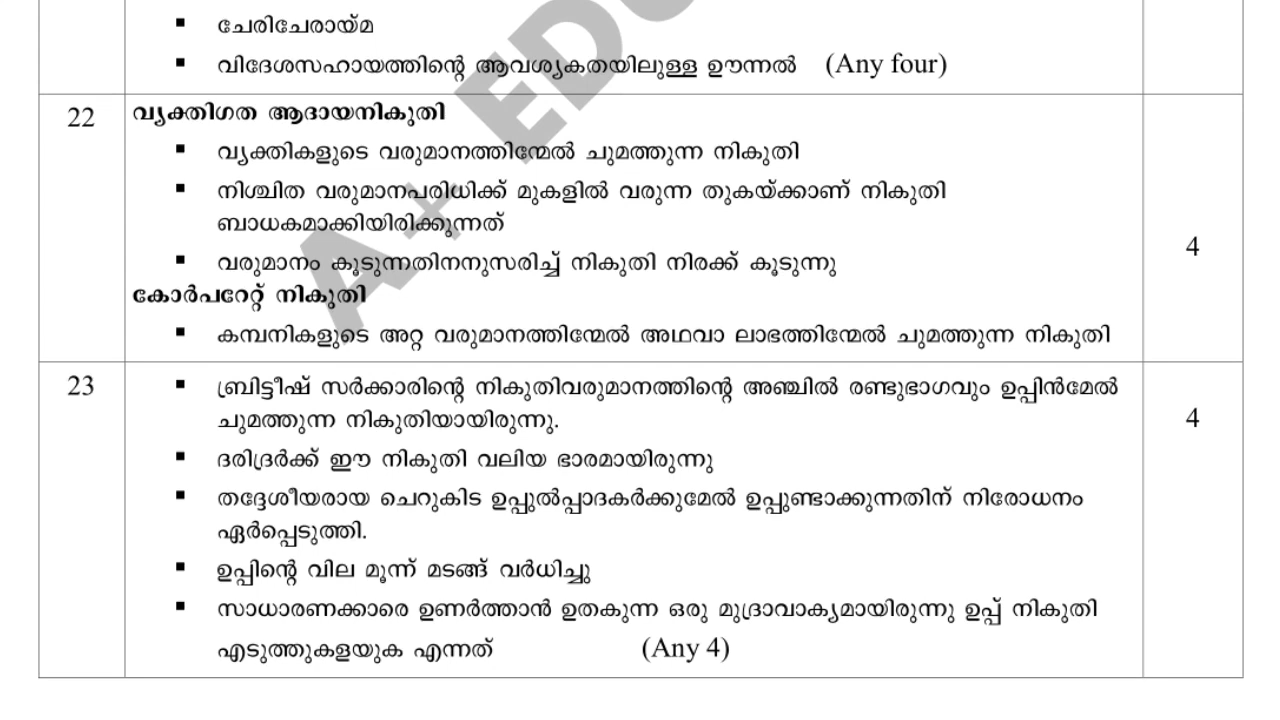 ▪ ചേരിചേരായ്മ
▪ വിദേശസഹായത്തിന്റെ ആവശ്യകതയിലുള്ള ഊന്നൽ (Any four)
22 വ്യക്തിഗത ആദായനികുതി
▪ വ്യക്തികളുടെ വരുമാനത്തിന്മേൽ ചുമത്തുന്ന നികുതി
▪ നിശ്ചിത വരുമാനപരിധിക്ക് മുകളിൽ വരുന്ന തുകയ്ക്കാണ് നികുതി
ബാധകമാക്കിയിരിക്കുന്നത്
4
▪ വരുമാനം കൂടുന്നതിനനുസരിച്ച് നികുതി നിരക്ക് കൂടുന്നു
കോർപറേറ്റ് നികുതി
▪ കമ്പനികളുടെ അറ്റ വരുമാനത്തിന്മേൽ അഥവാ ലാഭത്തിന്മേൽ ചുമത്തുന്ന നികുതി
23 ▪ ബ്രിട്ടീഷ് സർക്കാരിന്റെ നികുതിവരുമാനത്തിന്റെ അഞ്ചിൽ രണ്ടുഭാഗവും ഉപ്പിൻമേൽ
ചുമത്തുന്ന നികുതിയായിരുന്നു. 4
▪ ദരിദ്രർക്ക് ഈ നികുതി വലിയ ഭാരമായിരുന്നു
▪ തദ്ദേശീയരായ ചെറുകിട ഉപ്പുൽപ്പാദകർക്കുമേൽ ഉപ്പുണ്ടാക്കുന്നതിന് നിരോധനം
ഏർപ്പെടുത്തി.
▪ ഉപ്പിന്റെ വില മൂന്ന് മടങ്ങ് വർധിച്ചു
▪ സാധാരണക്കാരെ ഉണർത്താൻ ഉതകുന്ന ഒരു മുദ്രാവാക്യമായിരുന്നു ഉപ്പ് നികുതി
എടുത്തുകളയുക എന്നത് (Any 4)
A+ EDU